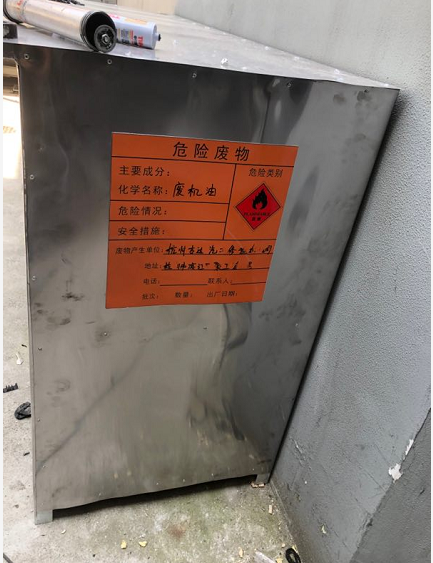 危险废物
主要成分:
危险类别
化学名称: 废机油
危险情况:
安全措施:
废物产生单位: 杭州
地址:
电话: 联系人:
批次: 数量: 出厂日期: